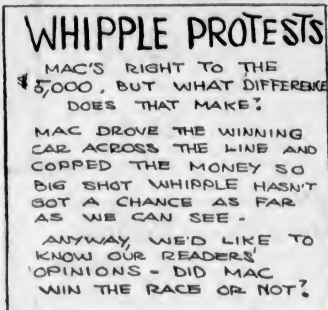 WHIPPLE PROTESTS
MAC'S RIGHT TO THE
$5,000, BUT WHAT DIFFERENCE
DOES THAT MAKE?
MAC DROVE THE WINNING
CAR ACROSS THE LINE AND
COPPED THE MONEY SO
BIG SHOT WHIPPLE HASN'T
GOT A CHANCE AS FAR
AS WE CAN SEE -
ANYWAY, WE'D LIKE TO
KNOW OUR READERS'
OPINIONS - DID MAC
WIN THE RACE OR NOT?